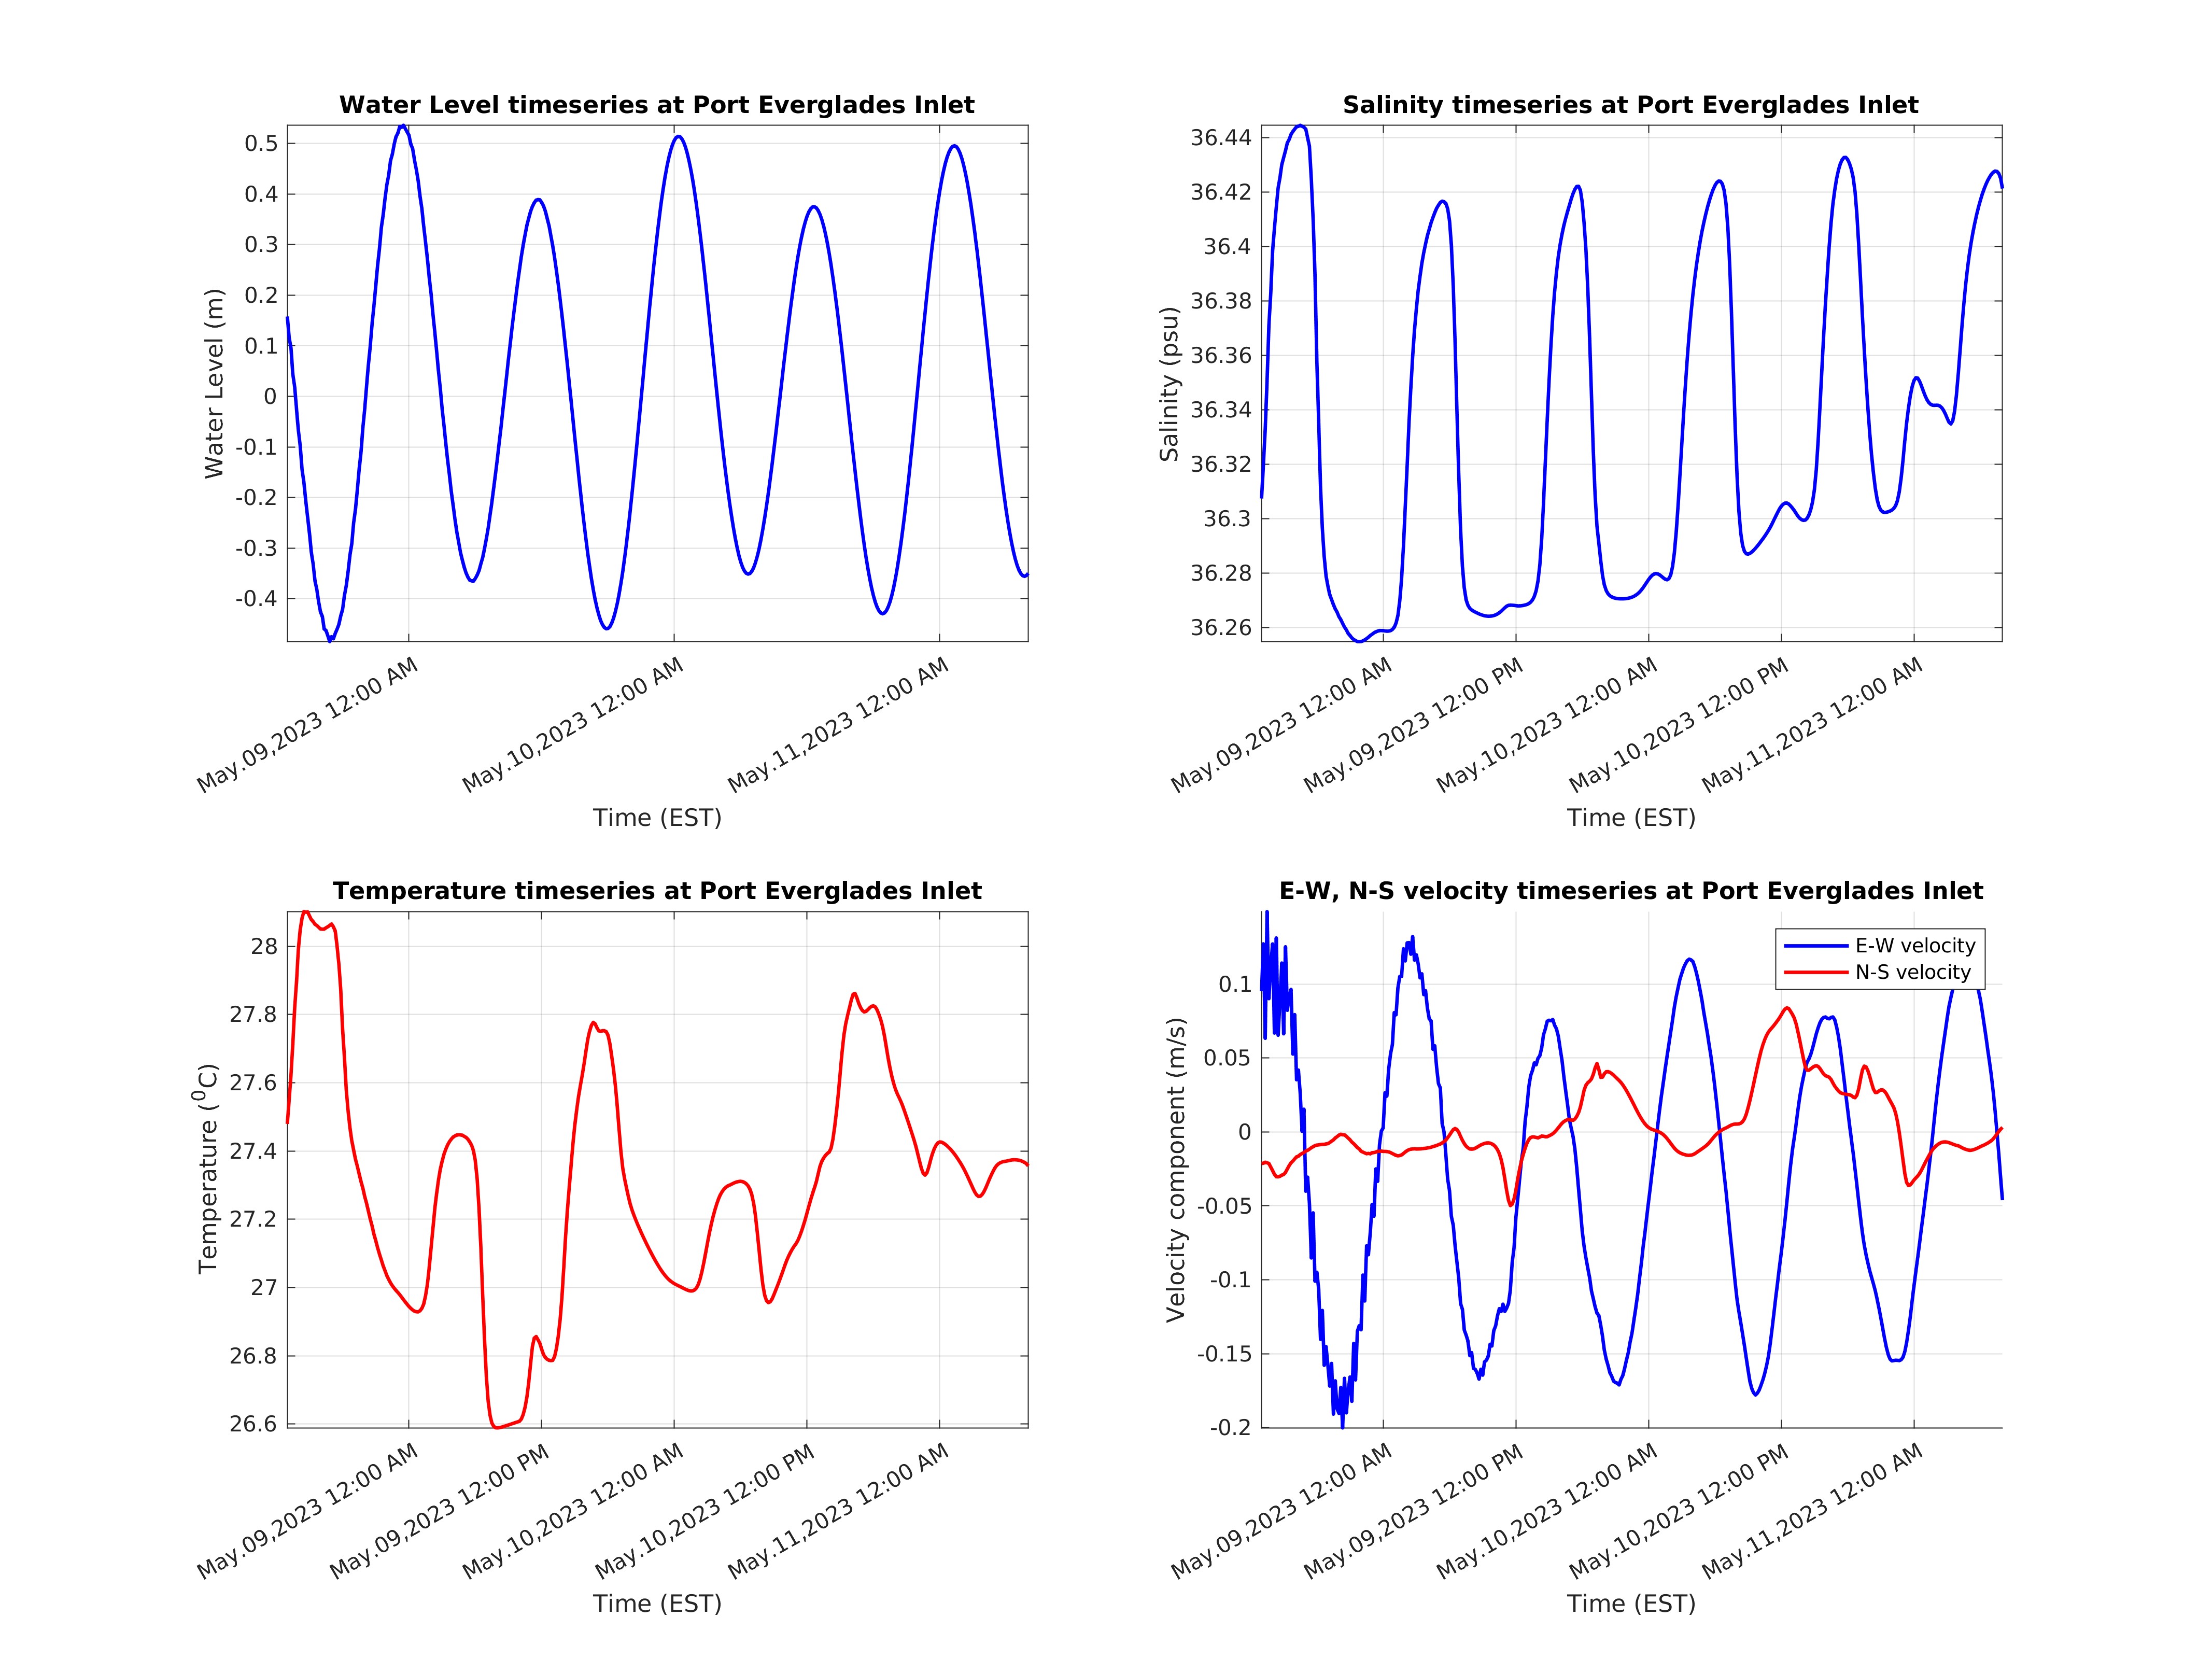 Water Level timeseries at Port Everglades Inlet
Water Level (m)
0.5
0.4
0.3
0.2
0.1
0
-0.1
-0.2
-0.3
-0.4
May.09,2023 12:00 AM
May.10,2023 12:00 AM
May.11,2023 12:00 AM
Time (EST)
Salinity timeseries at Port Everglades Inlet
Salinity (psu)
36.44
36.42
36.4
36.38
36.36
36.34
36.32
36.3
36.28
36.26
May.09,2023 12:00 AM
May.09,2023 12:00 PM
May.10,2023 12:00 AM
May.10,2023 12:00 PM
May.11,2023 12:00 AM
Time (EST)
Temperature timeseries at Port Everglades Inlet
Temperature (⁰C)
28
27.8
27.6
27.4
27.2
27
26.8
26.6
May.09,2023 12:00 AM
May.09,2023 12:00 PM
May.10,2023 12:00 AM
May.10,2023 12:00 PM
May.11,2023 12:00 AM
Time (EST)
E-W, N-S velocity timeseries at Port Everglades Inlet
Velocity component (m/s)
0.1
0.05
0
-0.05
-0.1
-0.15
-0.2
E-W velocity
N-S velocity
May.09,2023 12:00 AM
May.09,2023 12:00 PM
May.10,2023 12:00 AM
May.10,2023 12:00 PM
May.11,2023 12:00 AM
Time (EST)